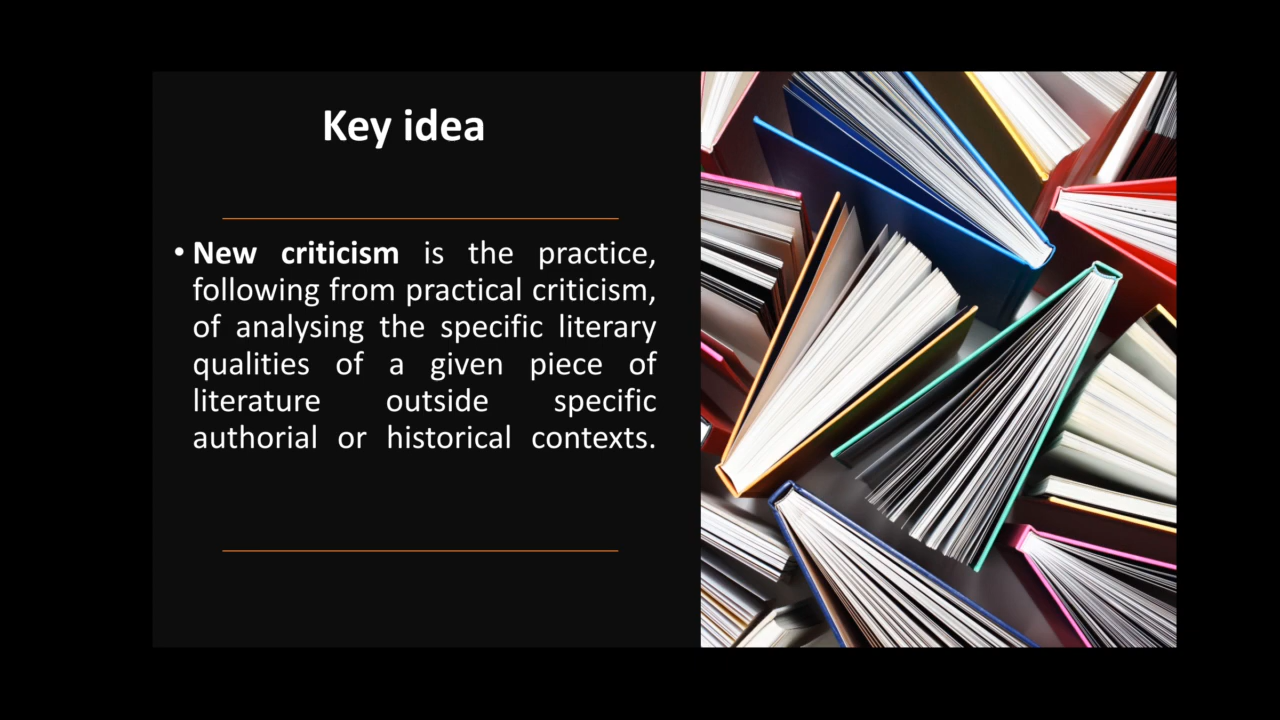 Key idea
• New criticism is the practice,
following from practical criticism,
of analysing the specific literary
qualities of a given piece of
literature outside specific
authorial or historical contexts.